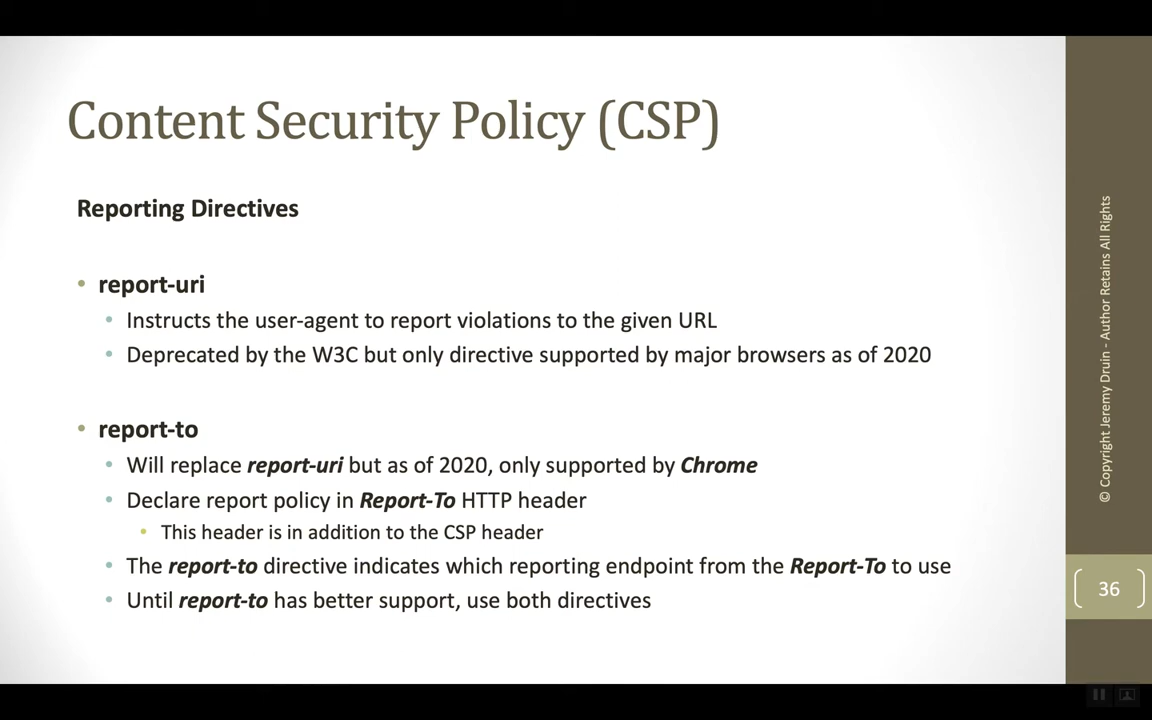 Content Security Policy (CSP)
Reporting Directives
• report-uri
• Instructs the user-agent to report violations to the given URL
• Deprecated by the W3C but only directive supported by major browsers as of 2020
• report-to
• Will replace report-uri but as of 2020, only supported by Chrome
• Declare report policy in Report-To HTTP header
• This header is in addition to the CSP header
• The report-to directive indicates which reporting endpoint from the Report-To to use
• Until report-to has better support, use both directives
© Copyright Jeremy Druin - Author Retains All Rights
36